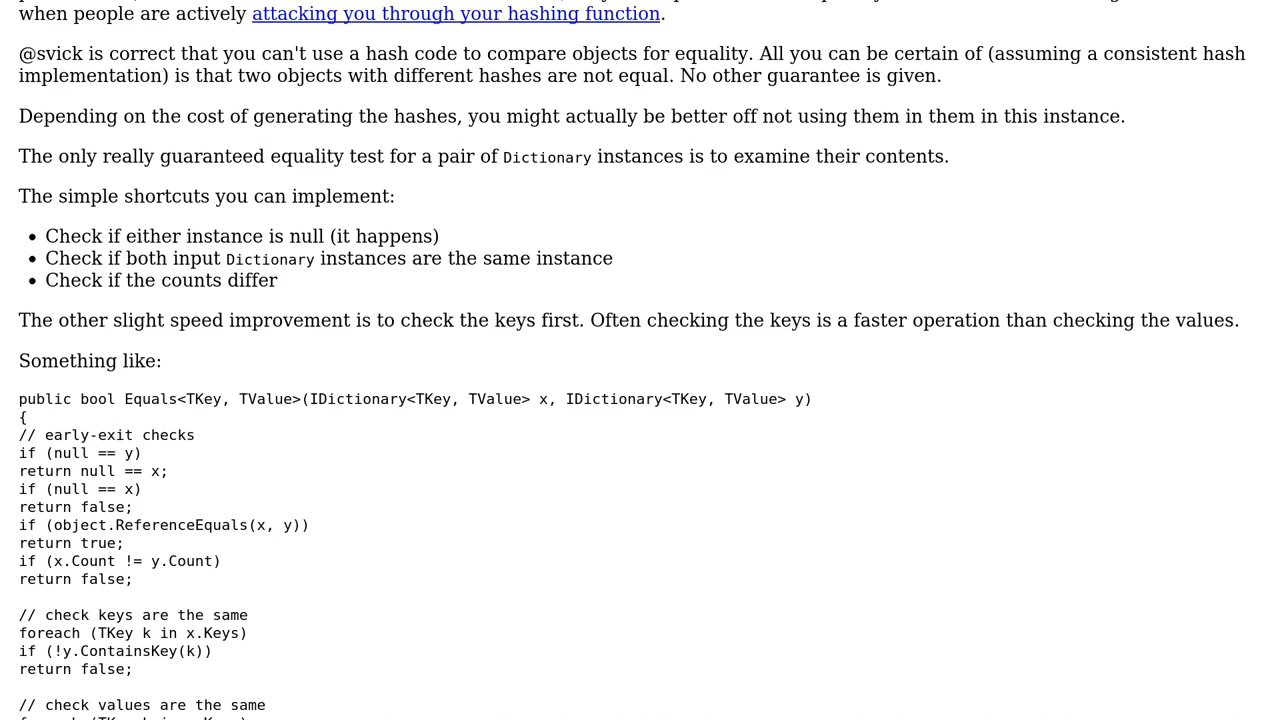 when people are actively attacking you through your hashing function.
@svick is correct that you can't use a hash code to compare objects for equality. All you can be certain of (assuming a consistent hash
implementation) is that two objects with different hashes are not equal. No other guarantee is given.
Depending on the cost of generating the hashes, you might actually be better off not using them in them in this instance.
The only really guaranteed equality test for a pair of Dictionary instances is to examine their contents.
The simple shortcuts you can implement:
• Check if either instance is null (it happens)
• Check if both input Dictionary instances are the same instance
• Check if the counts differ
The other slight speed improvement is to check the keys first. Often checking the keys is a faster operation than checking the values.
Something like:
public bool Equals<TKey, TValue>(IDictionary<TKey, TValue> x, IDictionary<TKey, TValue> y)
{
// early-exit checks
if (null == y)
return null == x;
if (null == x)
return false;
if (object.ReferenceEquals(x, y))
return true;
if (x.Count != y.Count)
return false;
// check keys are the same
foreach (TKey k in x.Keys)
if (!y.ContainsKey(k))
return false;
// check values are the same